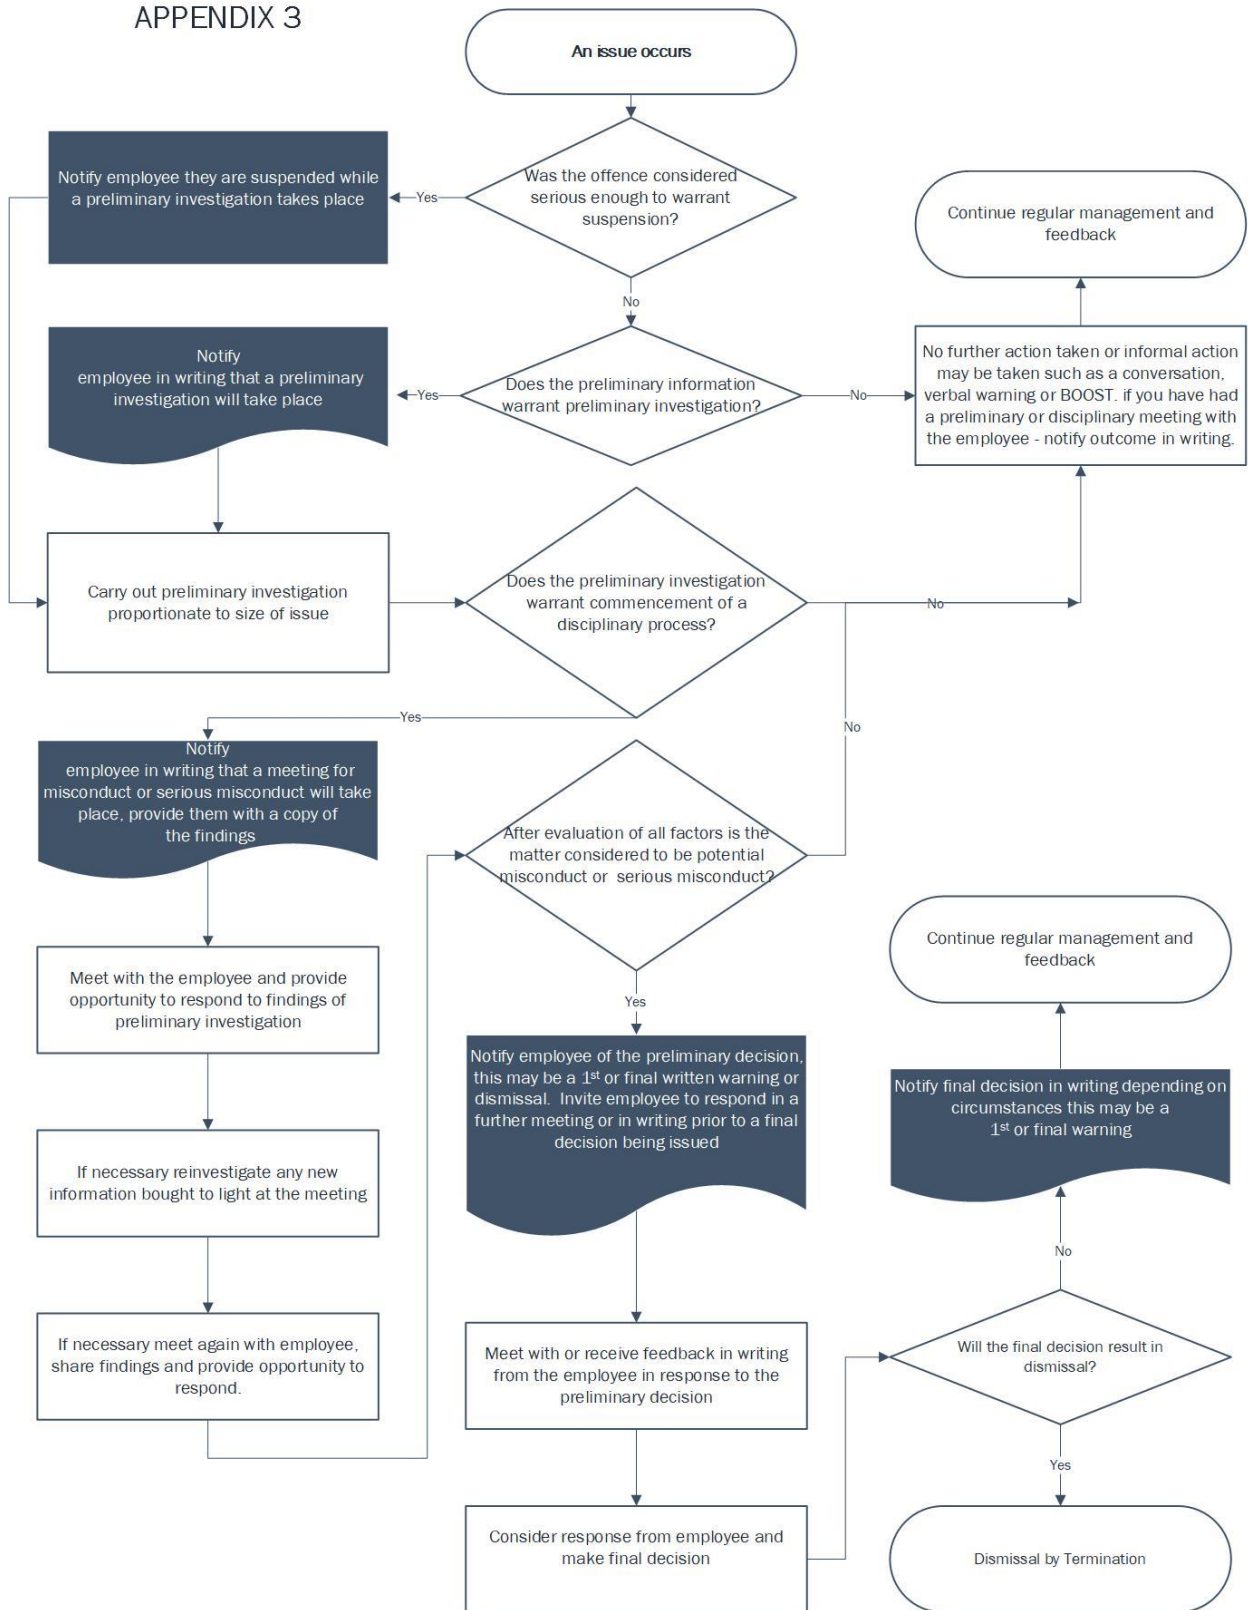 APPENDIX 3
An issue occurs
Was the offence considered
serious enough to warrant
suspension?
Yes
Notify employee they are suspended while
a preliminary investigation takes place
No
Continue regular management and
feedback
Does the preliminary information
warrant preliminary investigation?
Yes
Notify
employee in writing that a preliminary
investigation will take place
No
No further action taken or informal action
may be taken such as a conversation,
verbal warning or BOOST. if you have had
a preliminary or disciplinary meeting with
the employee - notify outcome in writing.
Carry out preliminary investigation
proportionate to size of issue
Does the preliminary investigation
warrant commencement of a
disciplinary process?
No
Yes
No
Notify
employee in writing that a meeting for
misconduct or serious misconduct will take
place, provide them with a copy of
the findings
After evaluation of all factors is the
matter considered to be potential
misconduct or serious misconduct?
Meet with the employee and provide
opportunity to respond to findings of
preliminary investigation
If necessary reinvestigate any new
information bought to light at the meeting
If necessary meet again with employee,
share findings and provide opportunity to
respond.
Yes
Notify employee of the preliminary decision,
this may be a 1st or final written warning or
dismissal. Invite employee to respond in a
further meeting or in writing prior to a final
decision being issued
Meet with or receive feedback in writing
from the employee in response to the
preliminary decision
Consider response from employee and
make final decision
Continue regular management and
feedback
Notify final decision in writing depending on
circumstances this may be a
1st or final warning
No
Will the final decision result in
dismissal?
Yes
Dismissal by Termination